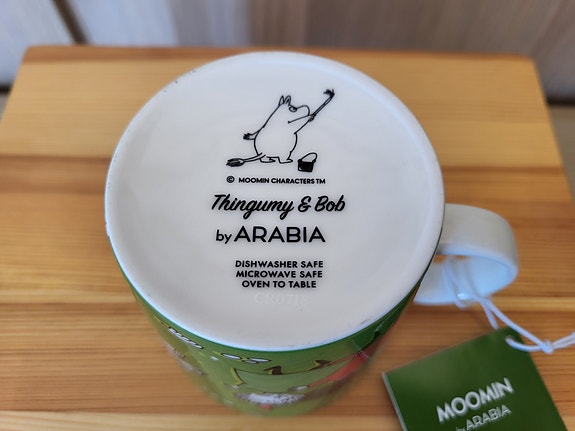 © MOOMIN CHARACTERS TM
Thingumy & Bob
by ARABIA
DISHWASHER SAFE
MICROWAVE SAFE
OVEN TO TABLE
MOOMIN
by ARABIA